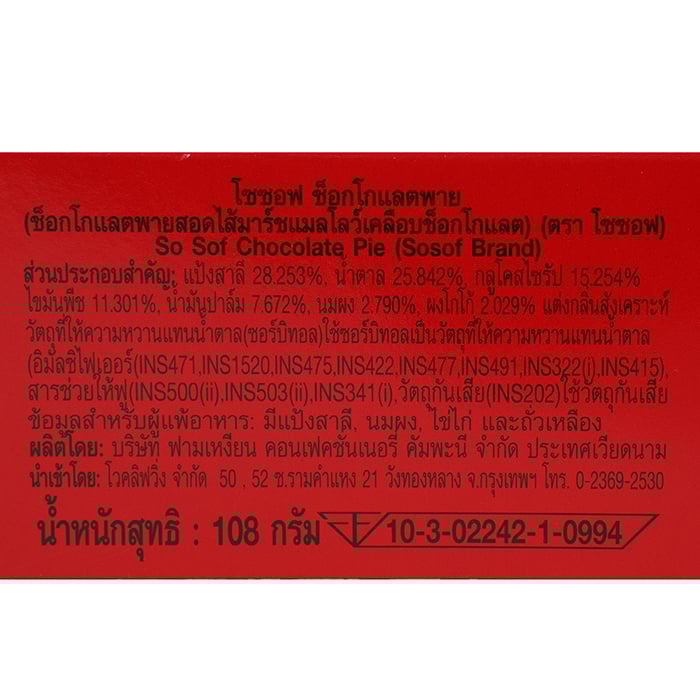 โซซอฟ ช็อกโกแลตพาย
(ช็อกโกแลตพายสอดไส้มาร์ชแมลโลว์เคลือบช็อกโกแลต) (ตรา โซซอฟ)
So Sof Chocolate Pie (Sosof Brand)
ส่วนประกอบสำคัญ: แป้งสาลี 28.253%, น้ำตาล 25.842%, กลูโคสไซรัป 15.254%
ไขมันพืช 11.301%, น้ำมันปาล์ม 7.672%, นมผง 2.790%, ผงโกโก้ 2.029% แต่งกลิ่นสังเคราะห์
วัตถุที่ให้ความหวานแทนน้ำตาล(ซอร์บิทอล)ใช้ซอร์บิทอลเป็นวัตถุที่ให้ความหวานแทนน้ำตาล
(อิมัลซิไฟเออร์(INS471,INS1520,INS475,INS422,INS477,INS491,INS322(i),INS415),
สารช่วยให้ฟู(INS500(ii),INS503(ii),INS341(i),วัตถุกันเสีย(INS202)ใช้วัตถุกันเสีย
ข้อมูลสำหรับผู้แพ้อาหาร: มีแป้งสาลี, นมผง, ไข่ไก่ และถั่วเหลือง
ผลิตโดย: บริษัท ฟามเหงียน คอนเฟคชั่นเนอรี่ คัมพะนี จำกัด ประเทศเวียดนาม
นำเข้าโดย: โวคลิฟวิ่ง จำกัด 50 , 52 ซ.รามคำแหง 21 วังทองหลาง จ.กรุงเทพฯ โทร. 0-2369-2530
น้ำหนักสุทธิ : 108 กรัม 10-3-02242-1-0994